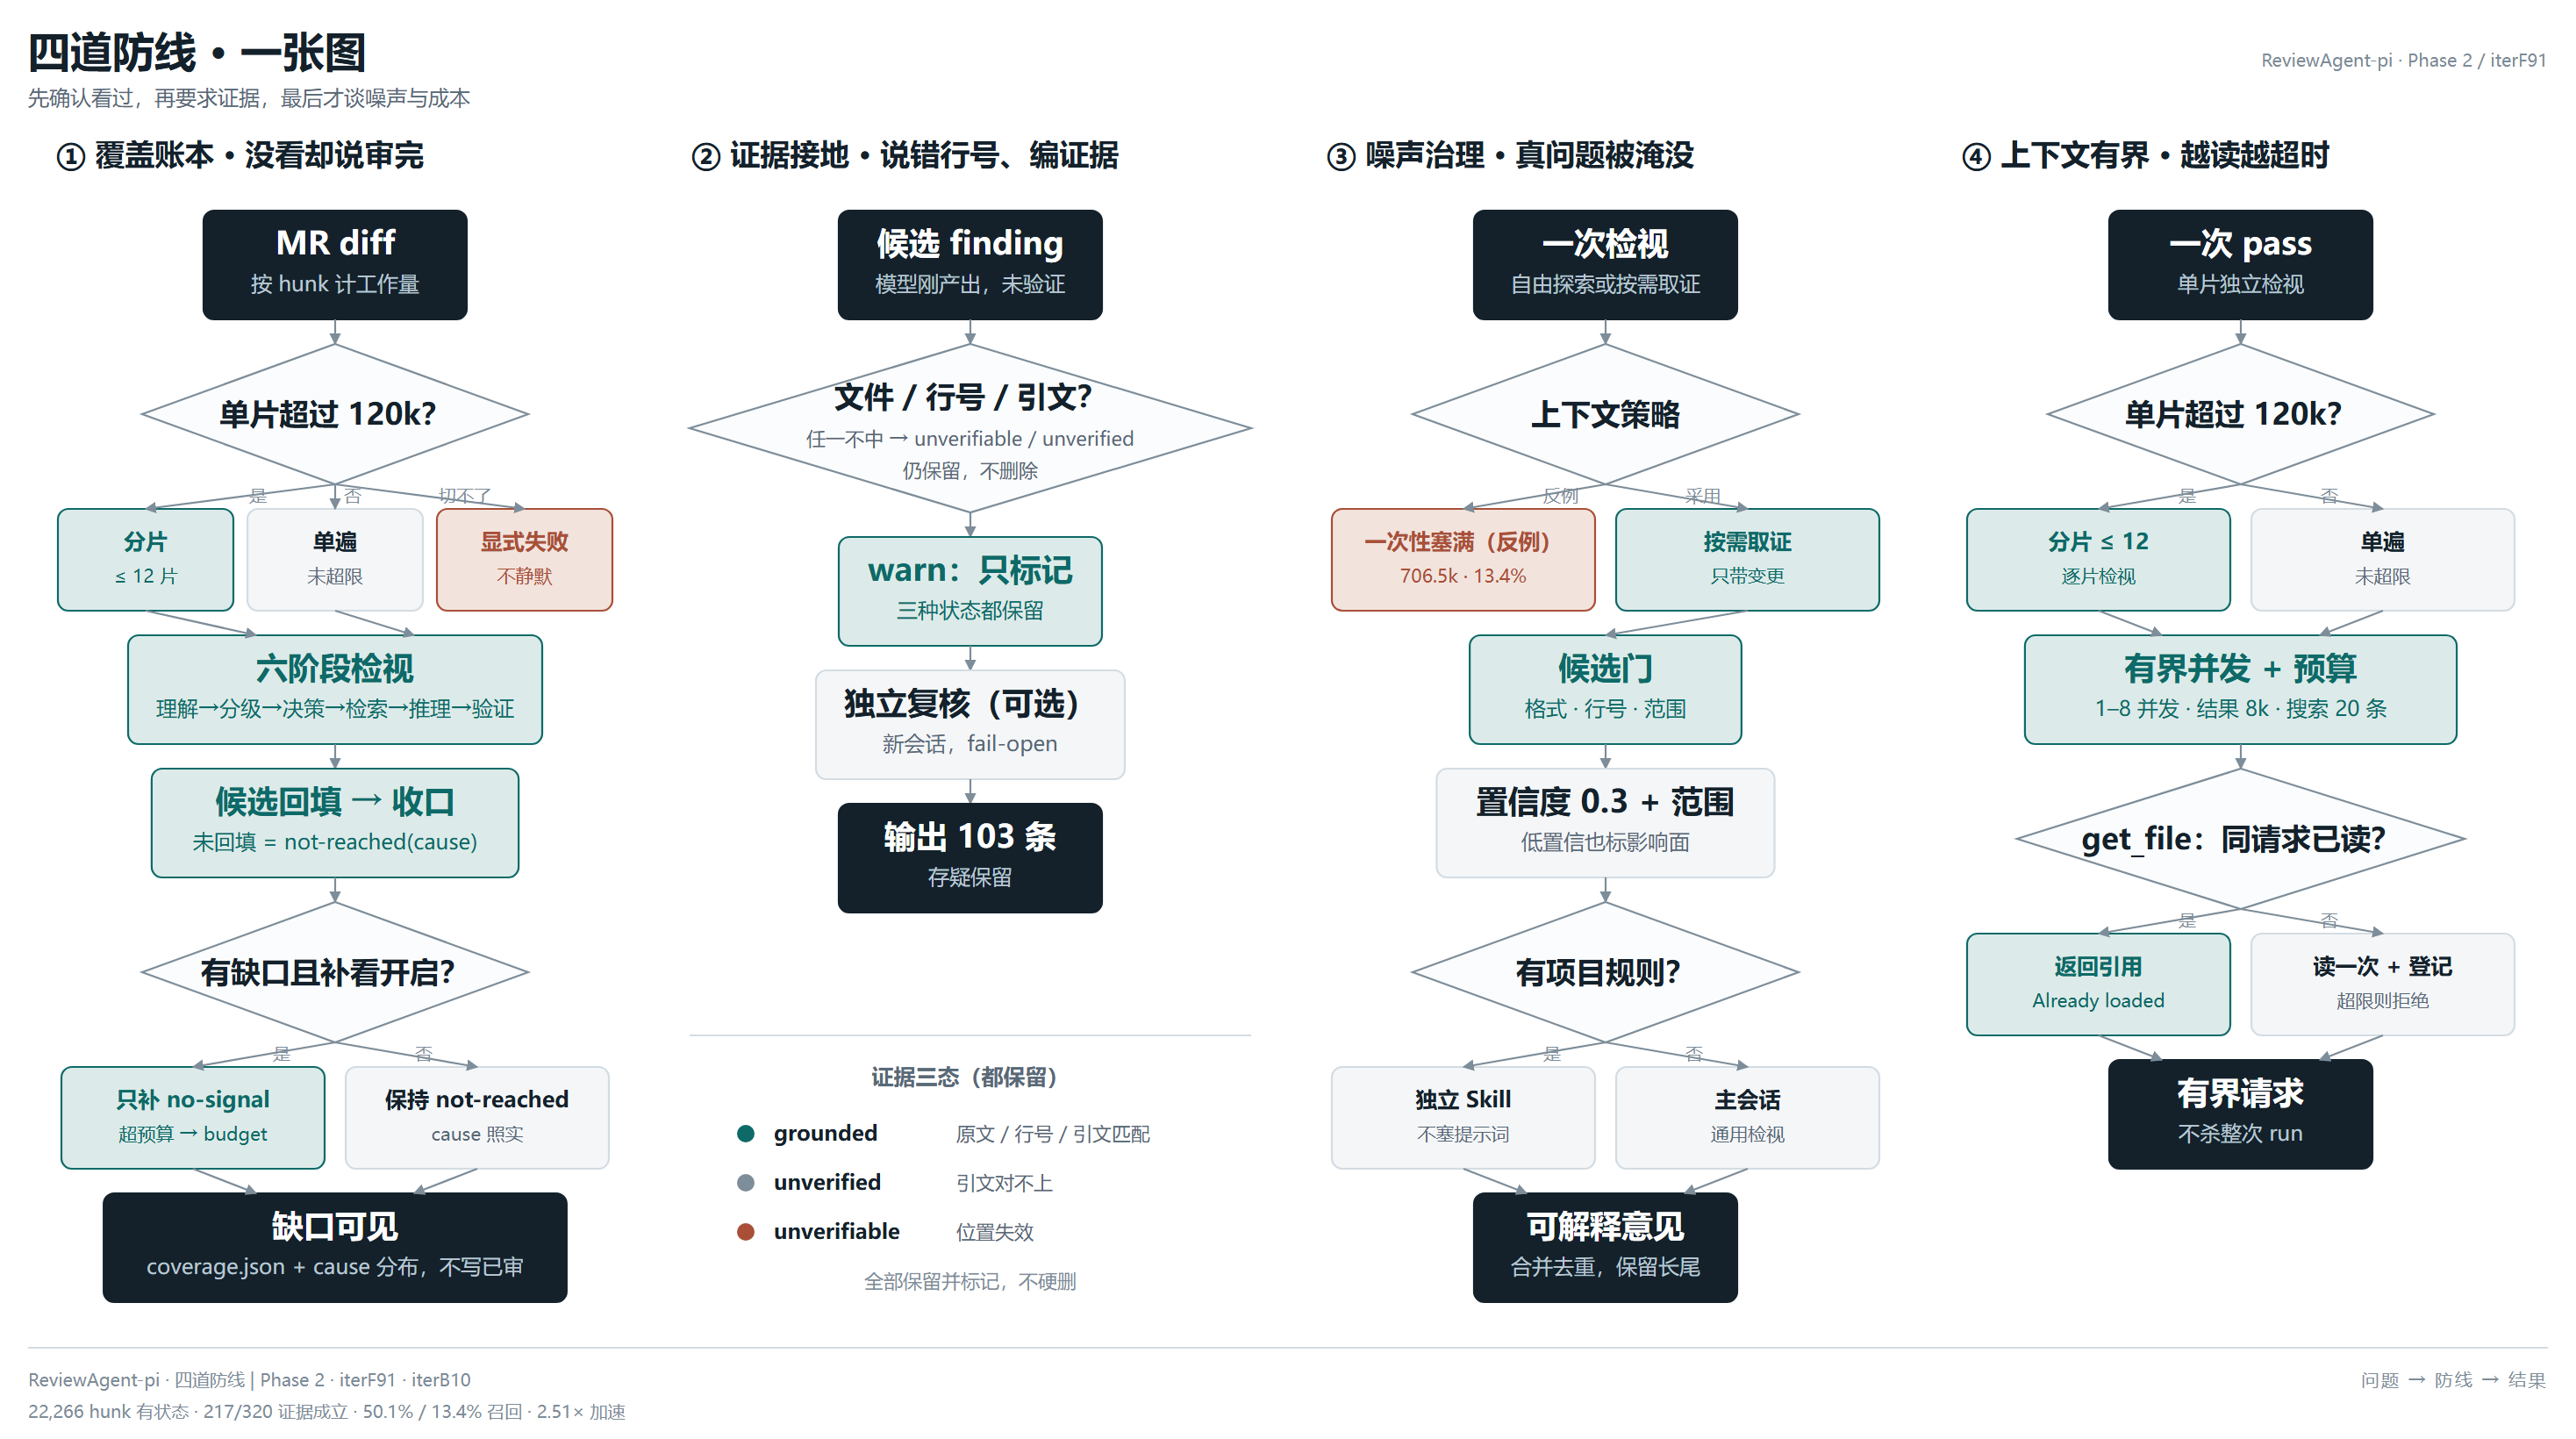 四道防线 • 一张图
ReviewAgent-pi · Phase 2 / iterF91
先确认看过，再要求证据，最后才谈噪声与成本
① 覆盖账本 • 没看却说审完
MR diff
按 hunk 计工作量
单片超过 120k？
是
否
切不了
分片
≤ 12 片
单遍
未超限
显式失败
不静默
六阶段检视
理解→分级→决策→检索→推理→验证
候选回填 → 收口
未回填 = not-reached(cause)
有缺口且补看开启？
是
否
只补 no-signal
超预算 → budget
保持 not-reached
cause 照实
缺口可见
coverage.json + cause 分布，不写已审
② 证据接地 • 说错行号、编证据
候选 finding
模型刚产出，未验证
文件 / 行号 / 引文？
任一不中 → unverifiable / unverified
仍保留，不删除
warn：只标记
三种状态都保留
独立复核（可选）
新会话，fail-open
输出 103 条
存疑保留
证据三态（都保留）
grounded 原文 / 行号 / 引文匹配
unverified 引文对不上
unverifiable 位置失效
全部保留并标记，不硬删
③ 噪声治理 • 真问题被淹没
一次检视
自由探索或按需取证
上下文策略
反例
采用
一次性塞满（反例）
706.5k · 13.4%
按需取证
只带变更
候选门
格式 · 行号 · 范围
置信度 0.3 + 范围
低置信也标影响面
有项目规则？
是
否
独立 Skill
不塞提示词
主会话
通用检视
可解释意见
合并去重，保留长尾
④ 上下文有界 • 越读越超时
一次 pass
单片独立检视
单片超过 120k？
是
否
分片 ≤ 12
逐片检视
单遍
未超限
有界并发 + 预算
1–8 并发 · 结果 8k · 搜索 20 条
get_file：同请求已读？
是
否
返回引用
Already loaded
读一次 + 登记
超限则拒绝
有界请求
不杀整次 run
ReviewAgent-pi · 四道防线 | Phase 2 · iterF91 · iterB10
问题 → 防线 → 结果
22,266 hunk 有状态 · 217/320 证据成立 · 50.1% / 13.4% 召回 · 2.51× 加速